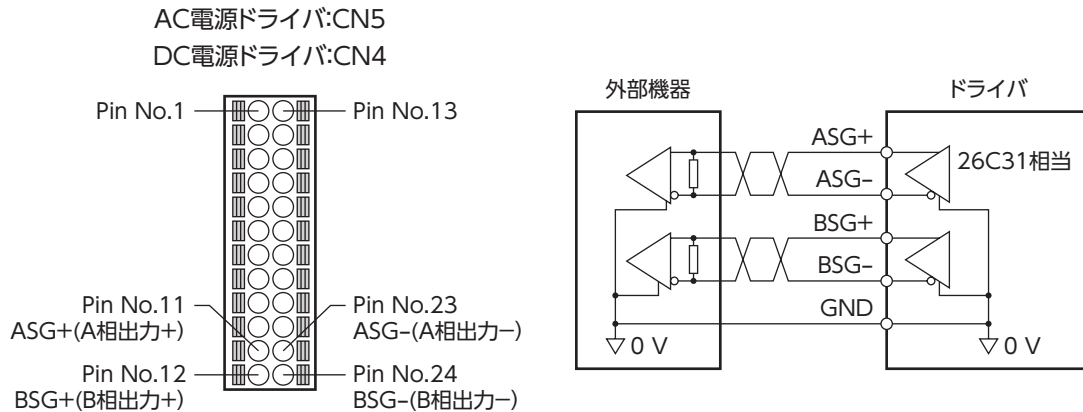 AC電源ドライバ:CN5
DC電源ドライバ:CN4
Pin No.1
Pin No.13
Pin No.11
ASG+(A相出力+)
Pin No.23
ASG−(A相出力−)
Pin No.12
BSG+(B相出力+)
Pin No.24
BSG−(B相出力−)
外部機器
ドライバ
ASG+
ASG−
26C31相当
BSG+
BSG−
GND
0 V
0 V